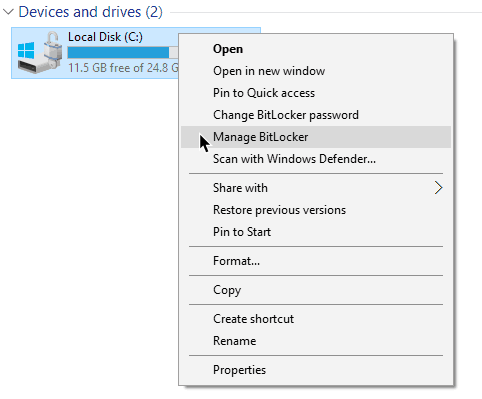 Devices and drives (2)
Local Disk (C:)
11.5 GB free of 24.8 G
Open
Open in new window
Pin to Quick access
Change BitLocker password
Manage BitLocker
Scan with Windows Defender...
Share with
Restore previous versions
Pin to Start
Format...
Copy
Create shortcut
Rename
Properties